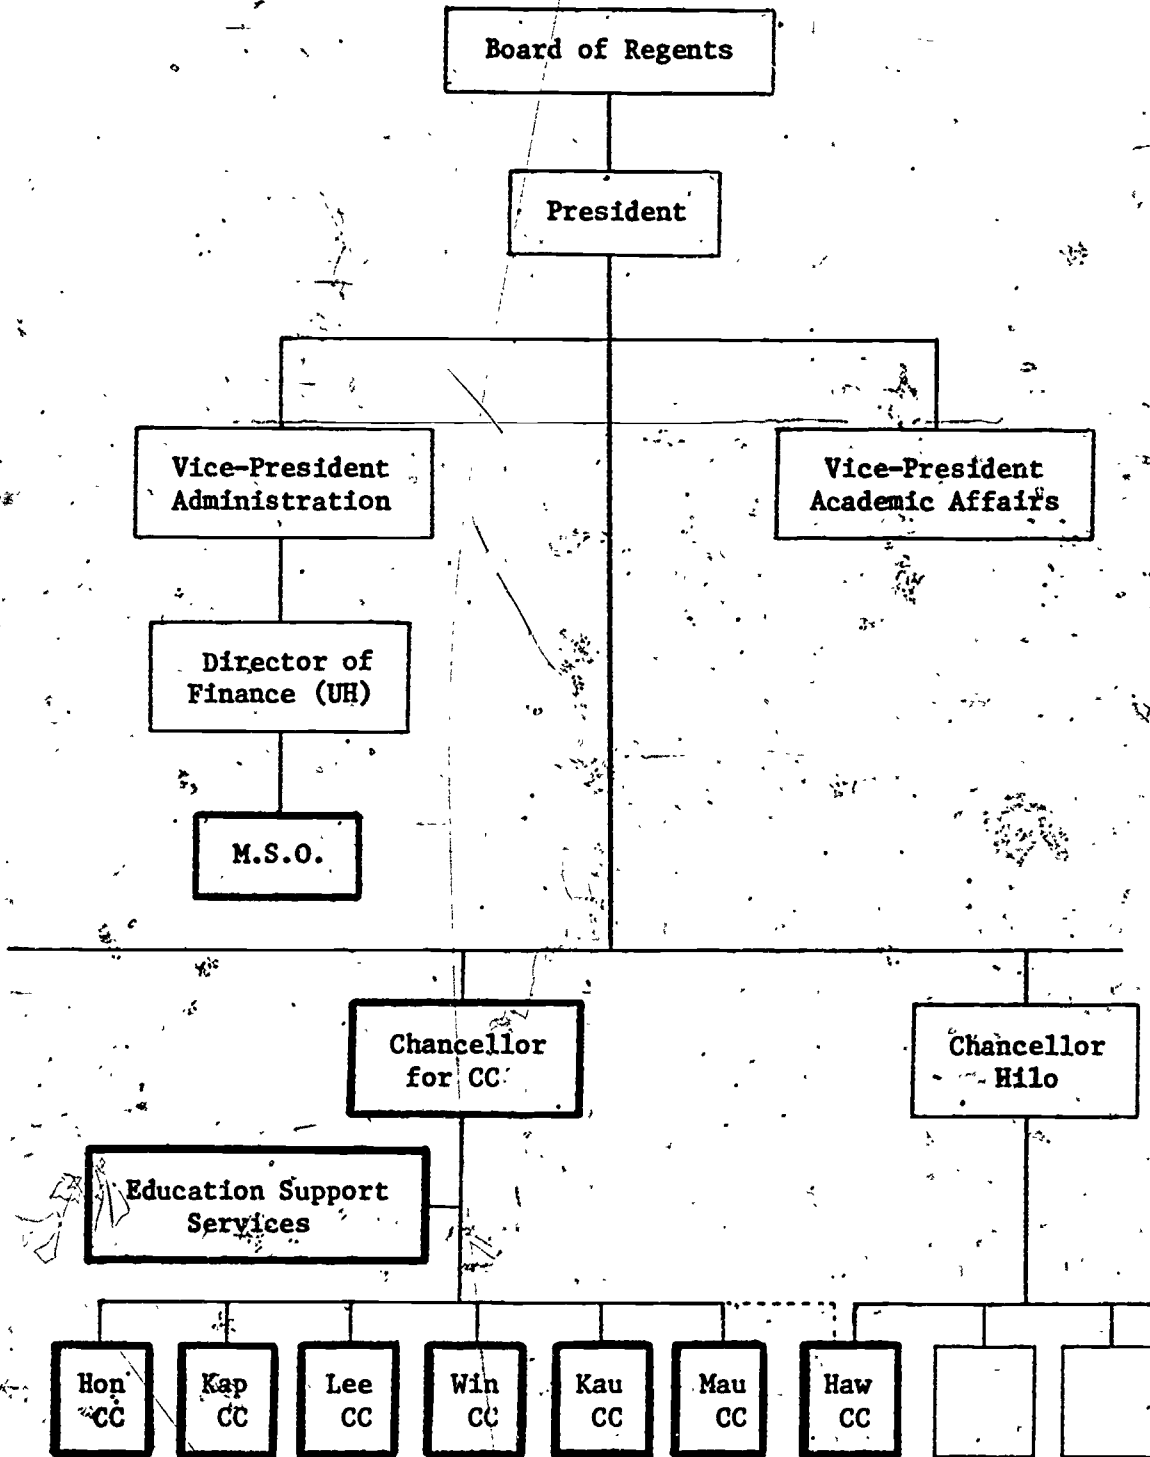 Board of Regents
President
Vice-President
Administration
Vice-President
Academic Affairs
Director of
Finance (UH)
M.S.O.
Chancellor
for CC
Chancellor
Hilo
Education Support
Services
Hon
CC
Kap
CC
Lee
CC
Win
CC
Kau
CC
Mau
CC
Haw
CC